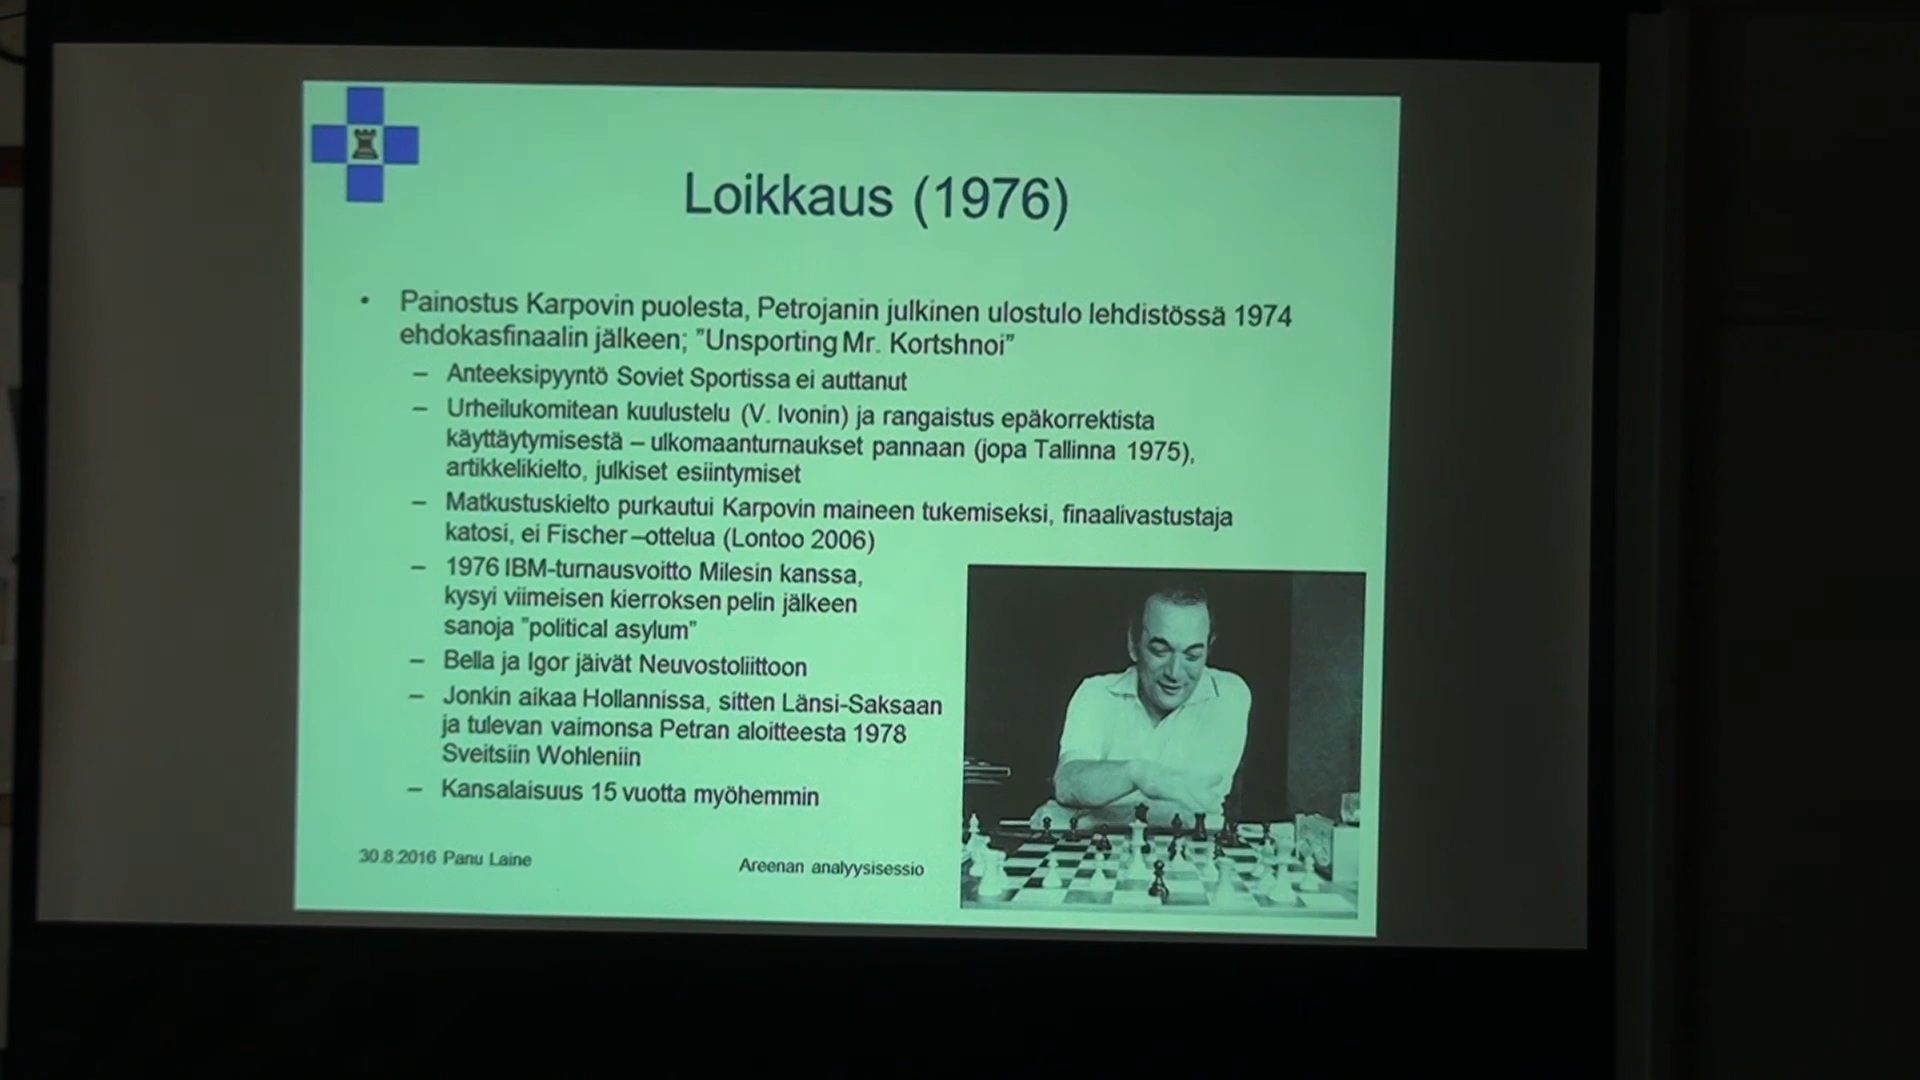 Loikkaus (1976)
• Painostus Karpovin puolesta, Petrojanin julkinen ulostulo lehdistössä 1974
ehdokasfinaalin jälkeen; ”Unsporting Mr. Kortshnoi”
– Anteeksipyyntö Soviet Sportissa ei auttanut
– Urheilukomitean kuulustelu (V. Ivonin) ja rangaistus epäkorrektista
käyttäytymisestä – ulkomaanturnaukset pannaan (jopa Tallinna 1975),
artikkelikielto, julkiset esiintymiset
– Matkustuskielto purkautui Karpovin maineen tukemiseksi, finaalivastustaja
katosi, ei Fischer –ottelua (Lontoo 2006)
– 1976 IBM-turnausvoitto Milesin kanssa,
kysyi viimeisen kierroksen pelin jälkeen
sanoja ”political asylum”
– Bella ja Igor jäivät Neuvostoliittoon
– Jonkin aikaa Hollannissa, sitten Länsi-Saksaan
ja tulevan vaimonsa Petran aloitteesta 1978
Sveitsiin Wohleniin
– Kansalaisuus 15 vuotta myöhemmin
30.8.2016 Panu Laine
Areenan analyysisessio